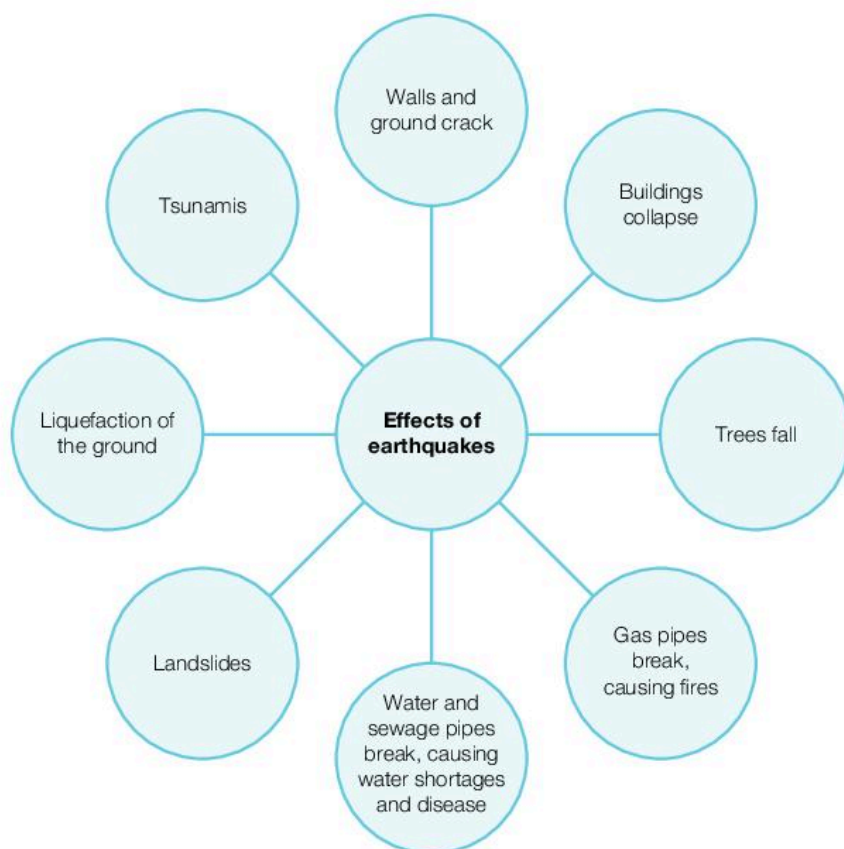 Walls and
ground crack
Buildings
collapse
Trees fall
Gas pipes
break,
causing fires
Water and
sewage pipes
break, causing
water shortages
and disease
Landslides
Liquefaction of
the ground
Tsunamis
Effects of
earthquakes